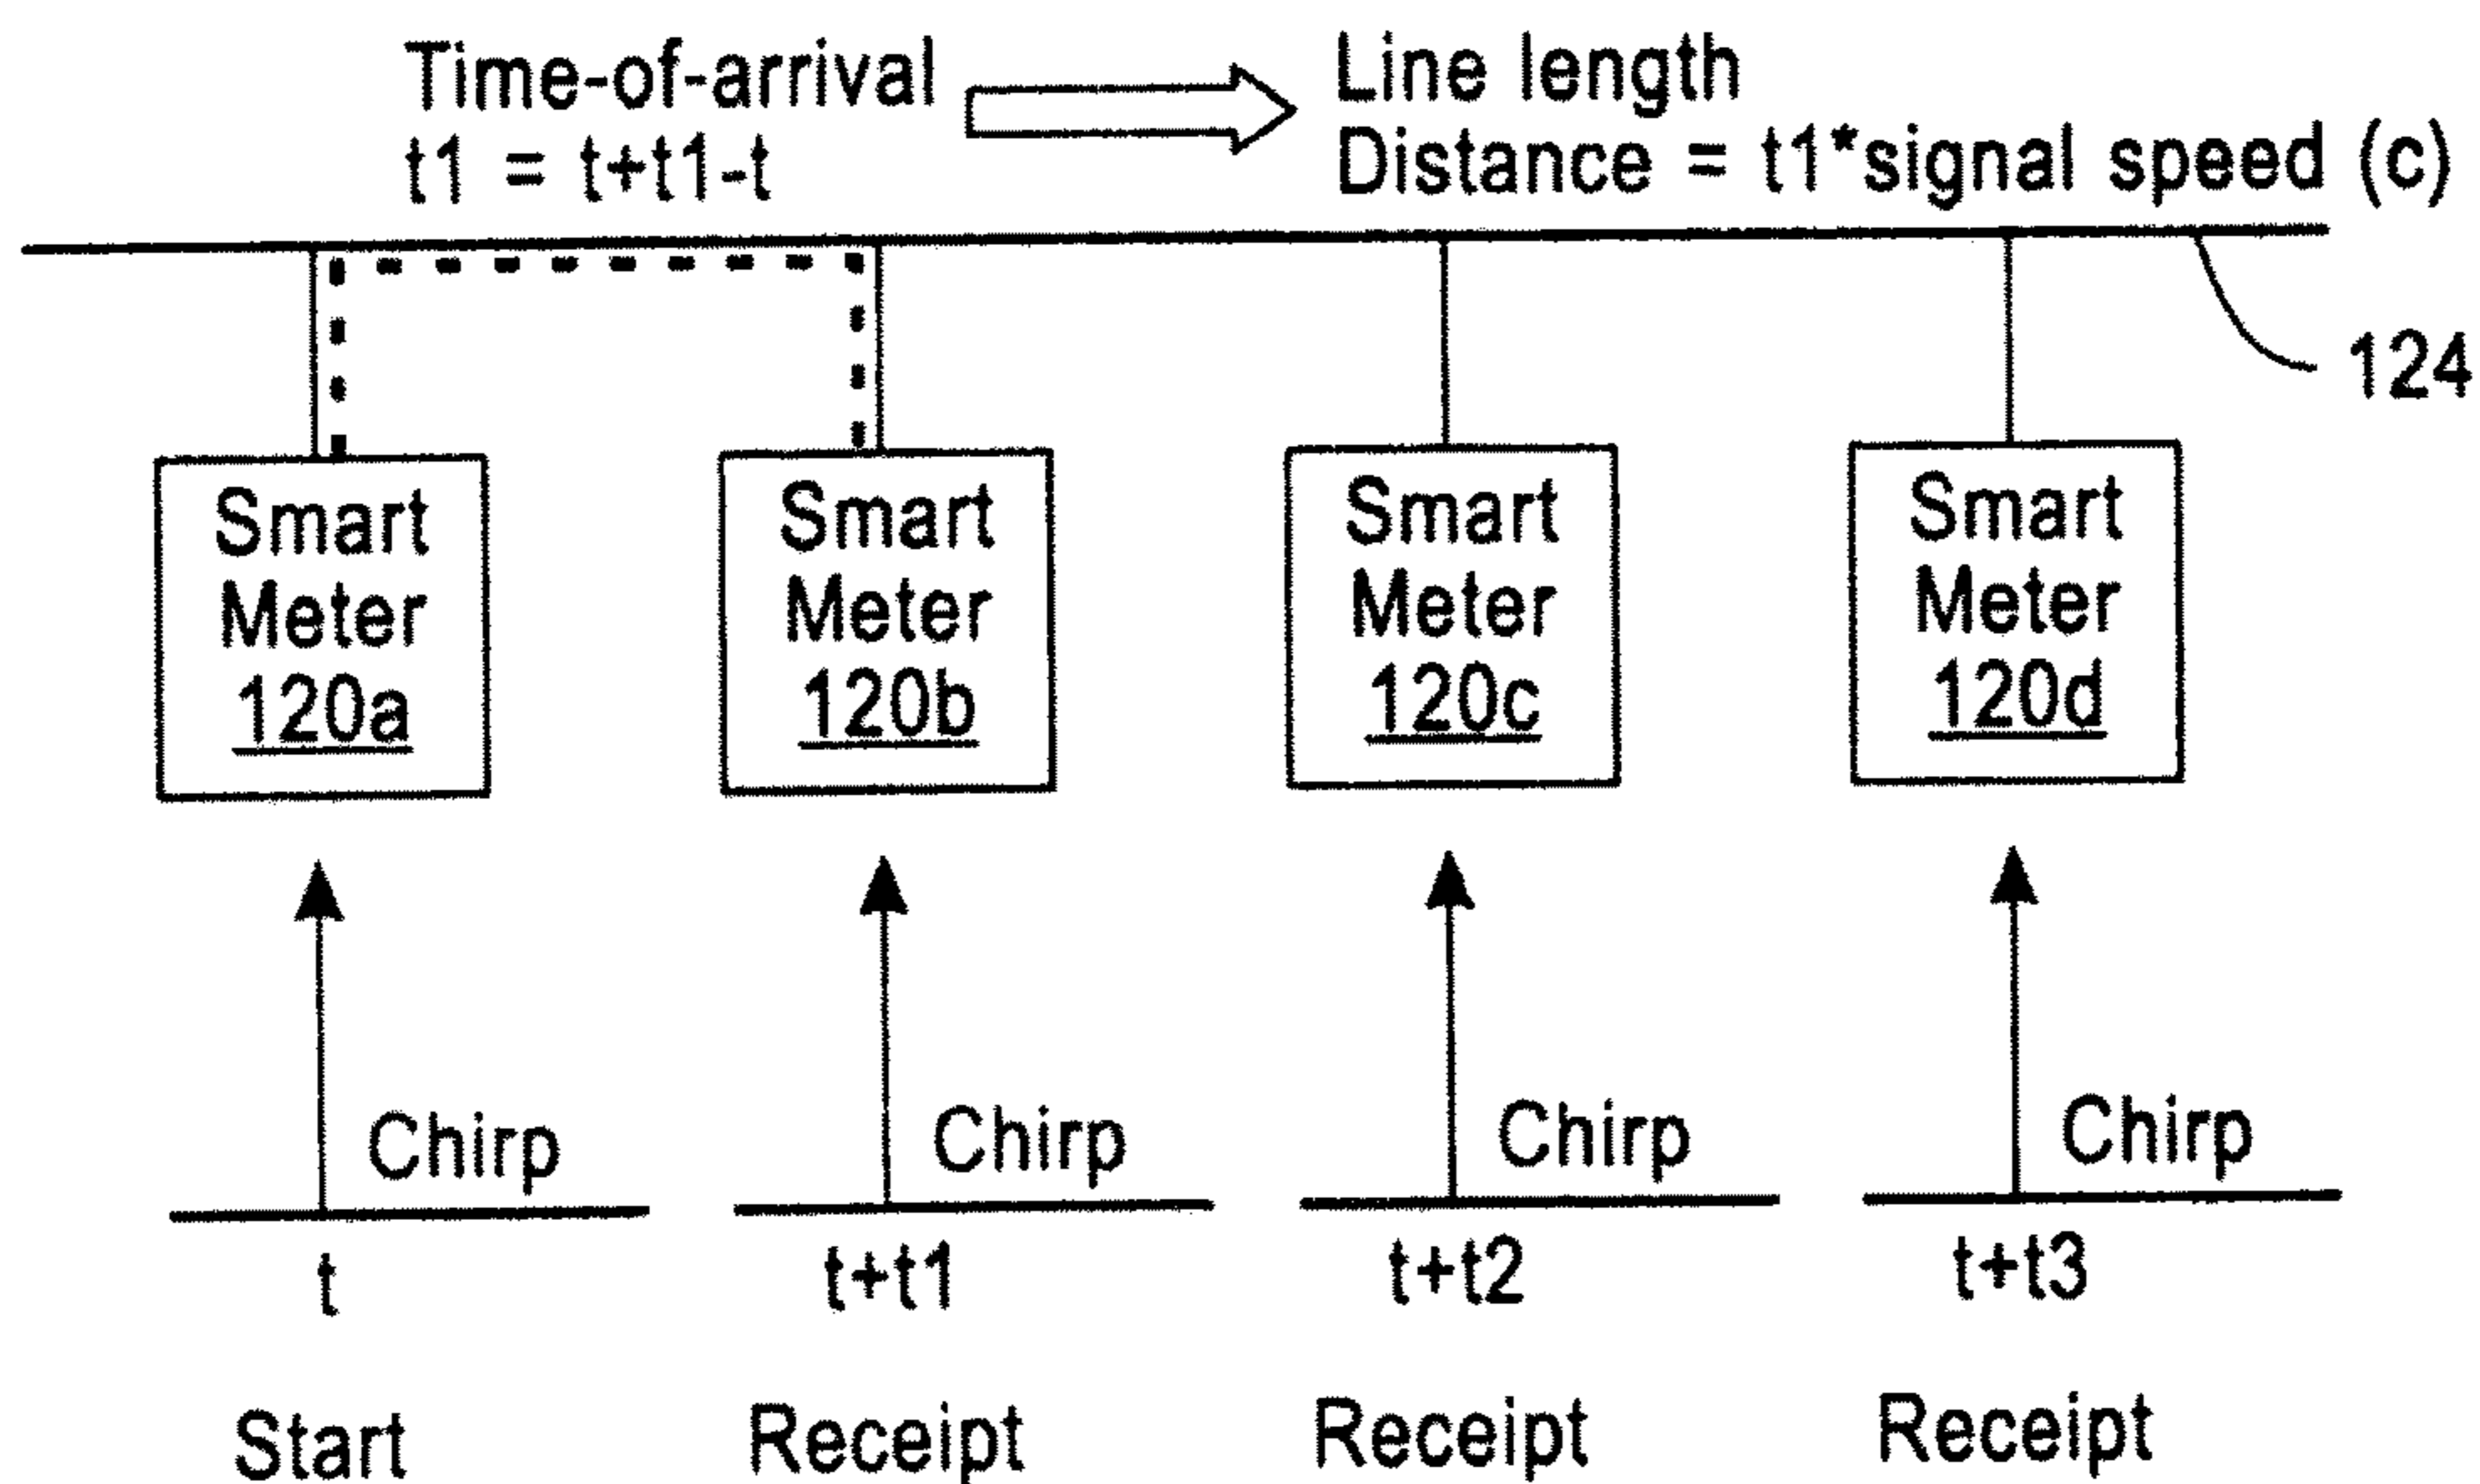 Time-of-arrival
t1 = t+t1-t
Line length
Distance = t1*signal speed (c)
124
Smart
Meter
120a
Smart
Meter
120b
Smart
Meter
120c
Smart
Meter
120d
Chirp
Chirp
Chirp
Chirp
t
t+t1
t+t2
t+t3
Start
Receipt
Receipt
Receipt